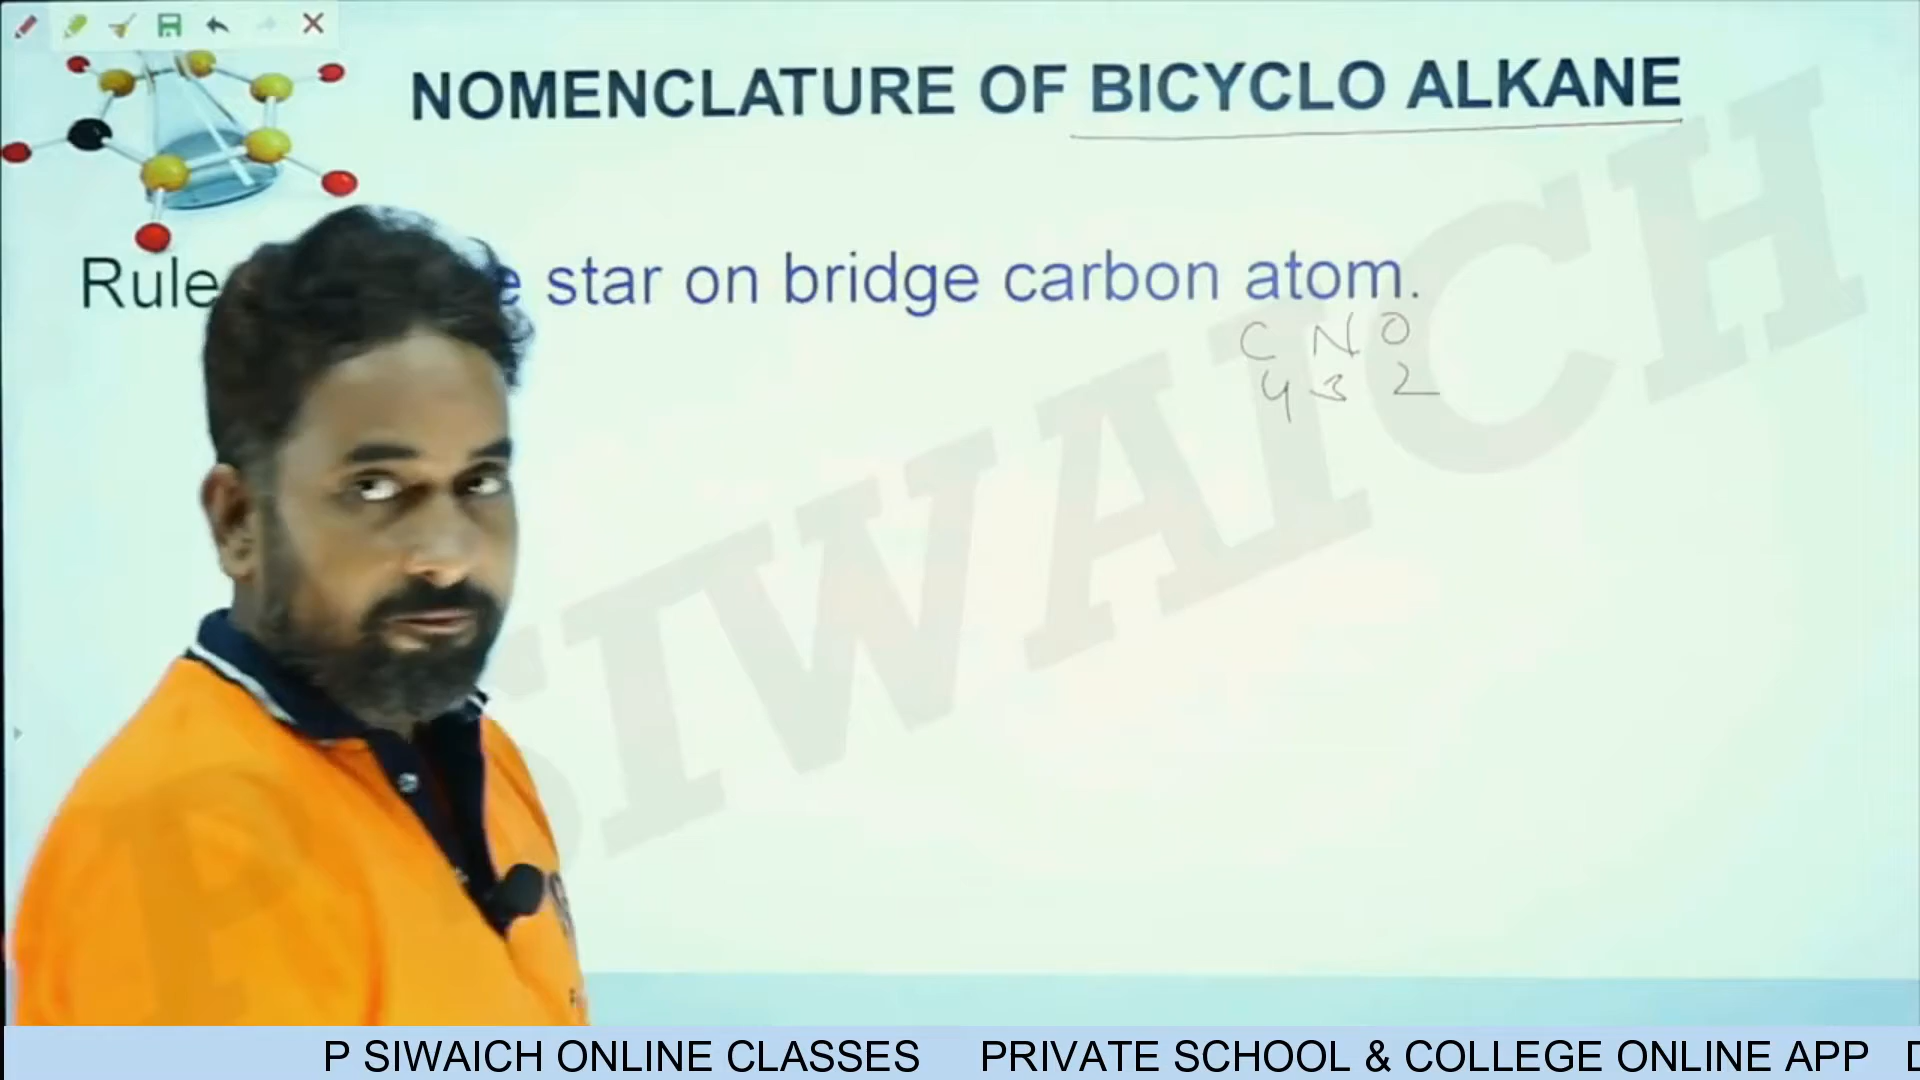 NOMENCLATURE OF BICYCLO ALKANE
Rule star on bridge carbon atom.
C N O
4 3 2
SIWAICH
P SIWAICH ONLINE CLASSES PRIVATE SCHOOL & COLLEGE ONLINE APP D